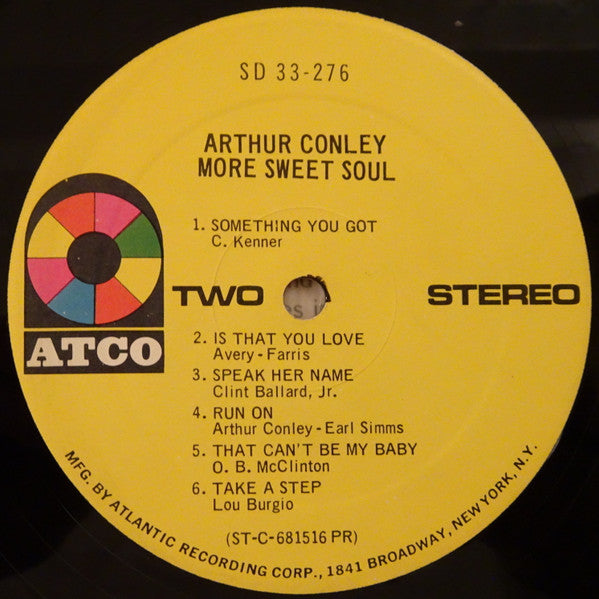 SD 33-276
ARTHUR CONLEY
MORE SWEET SOUL
1. SOMETHING YOU GOT
C. Kenner
ATCO
TWO
STEREO
2. IS THAT YOU LOVE
Avery-Farris
3. SPEAK HER NAME
Clint Ballard, Jr.
4. RUN ON
Arthur Conley-Earl Simms
5. THAT CAN'T BE MY BABY
O. B. McClinton
6. TAKE A STEP
Lou Burgio
(ST-C-681516 PR)
MFG. BY ATLANTIC RECORDING CORP., 1841 BROADWAY, NEW YORK, N.Y.